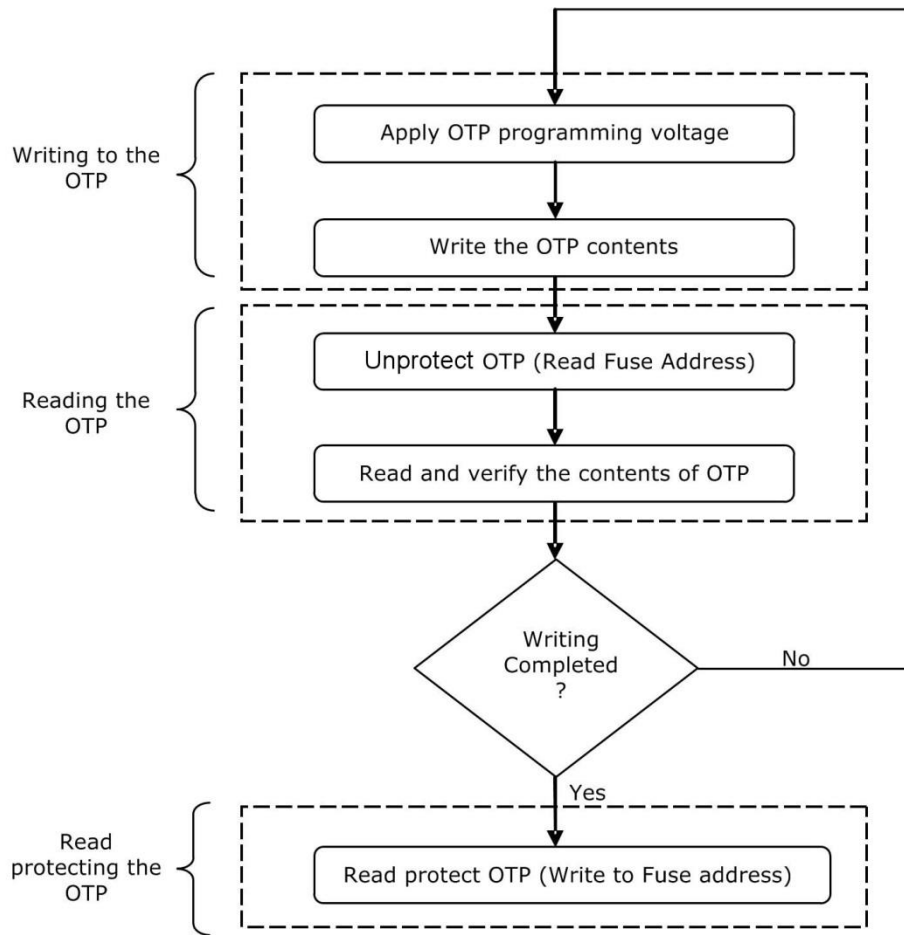 Writing to the
OTP
Apply OTP programming voltage
Write the OTP contents
Reading the
OTP
Unprotect OTP (Read Fuse Address)
Read and verify the contents of OTP
Writing
Completed
?
No
Yes
Read
protecting the
OTP
Read protect OTP (Write to Fuse address)